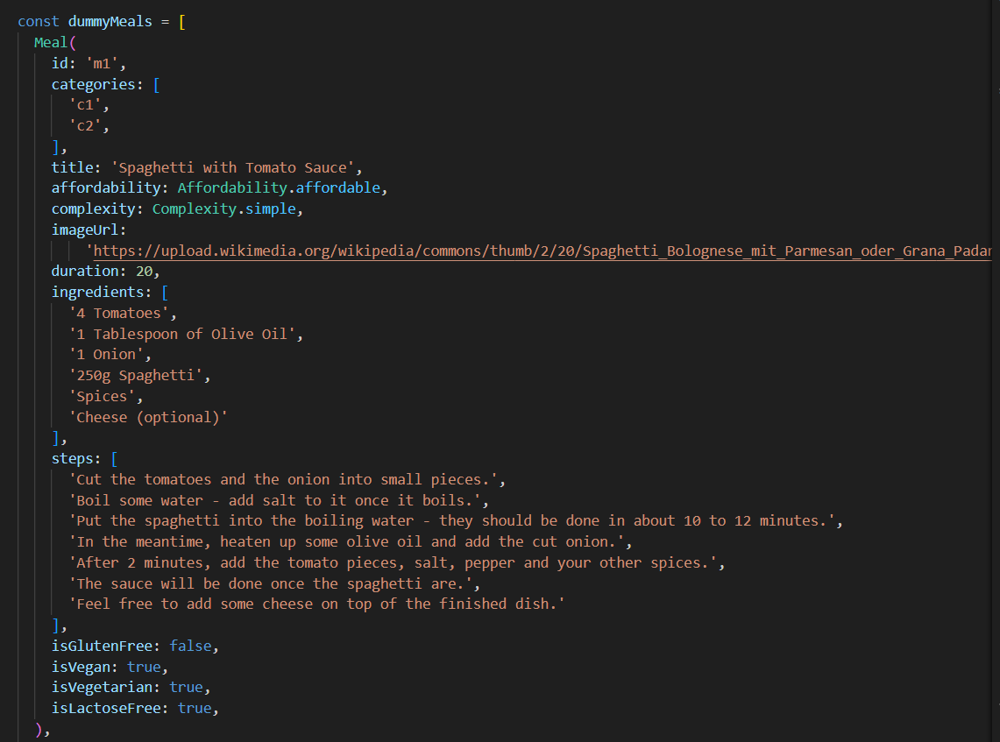 const dummyMeals = [
Meal(
id: 'm1',
categories: [
'c1',
'c2',
],
title: 'Spaghetti with Tomato Sauce',
affordability: Affordability.affordable,
complexity: Complexity.simple,
imageUrl:
'https://upload.wikimedia.org/wikipedia/commons/thumb/2/20/Spaghetti_Bolognese_mit_Parmesan_oder_Grana_Padan
duration: 20,
ingredients: [
'4 Tomatoes',
'1 Tablespoon of Olive Oil',
'1 Onion',
'250g Spaghetti',
'Spices',
'Cheese (optional)'
],
steps: [
'Cut the tomatoes and the onion into small pieces.',
'Boil some water - add salt to it once it boils.',
'Put the spaghetti into the boiling water - they should be done in about 10 to 12 minutes.',
'In the meantime, heaten up some olive oil and add the cut onion.',
'After 2 minutes, add the tomato pieces, salt, pepper and your other spices.',
'The sauce will be done once the spaghetti are.',
'Feel free to add some cheese on top of the finished dish.'
],
isGlutenFree: false,
isVegan: true,
isVegetarian: true,
isLactoseFree: true,
),